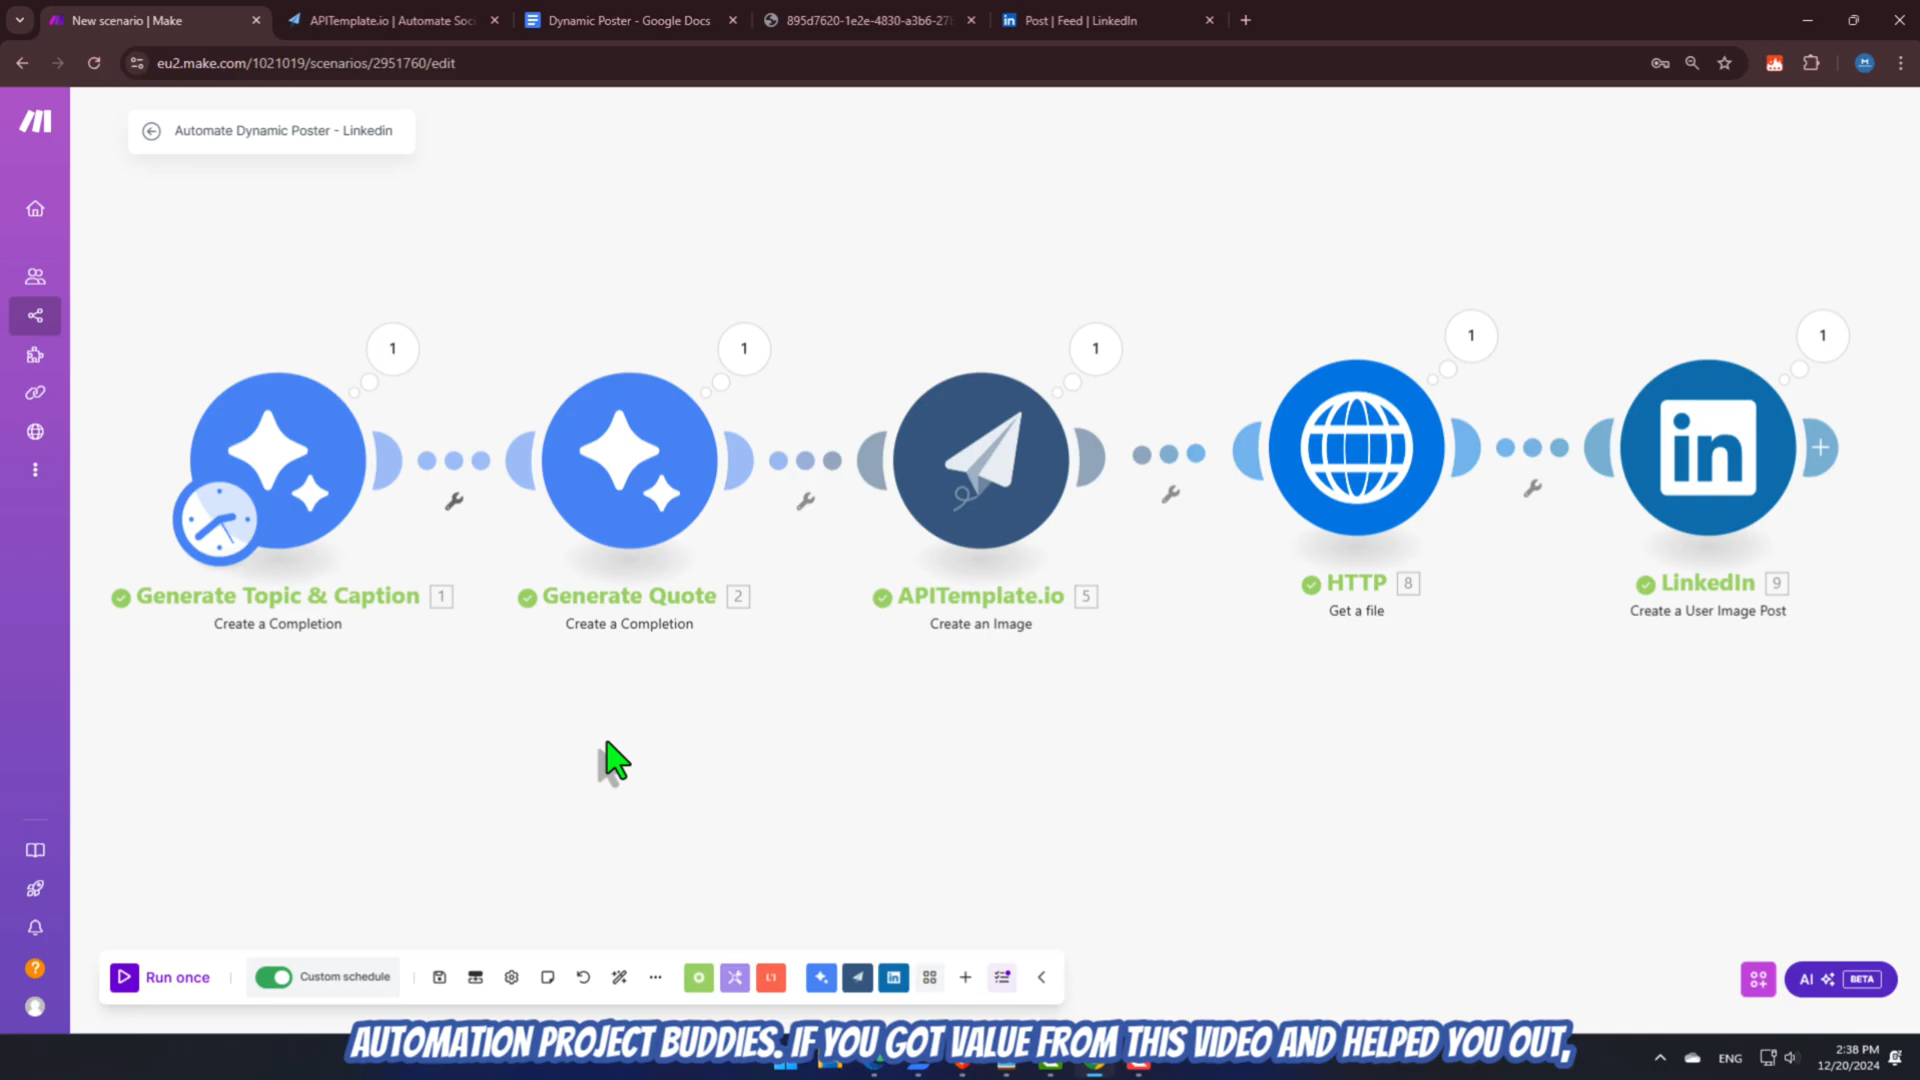 New scenario | Make
APITemplate.io | Automate Soc
Dynamic Poster - Google Docs
895d7620-1e2e-4830-a3b6-27
Post | Feed | LinkedIn
eu2.make.com/1021019/scenarios/2951760/edit
Automate Dynamic Poster - Linkedin
1
1
1
1
1
Generate Topic & Caption 1
Create a Completion
Generate Quote 2
Create a Completion
APITemplate.io 5
Create an Image
HTTP 8
Get a file
in
LinkedIn 9
Create a User Image Post
Run once
Custom schedule
AI BETA
AUTOMATION PROJECT BUDDIES. IF YOU GOT VALUE FROM THIS VIDEO AND HELPED YOU OUT,
ENG
2:38 PM
12/20/2024